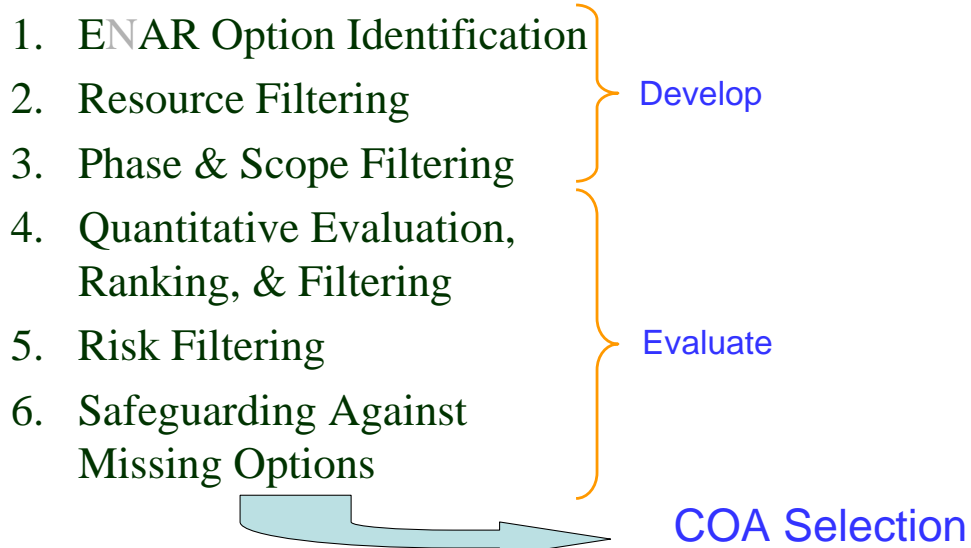 1. ENAR Option Identification
2. Resource Filtering
3. Phase & Scope Filtering
Develop
4. Quantitative Evaluation,
Ranking, & Filtering
5. Risk Filtering
6. Safeguarding Against
Missing Options
Evaluate
COA Selection